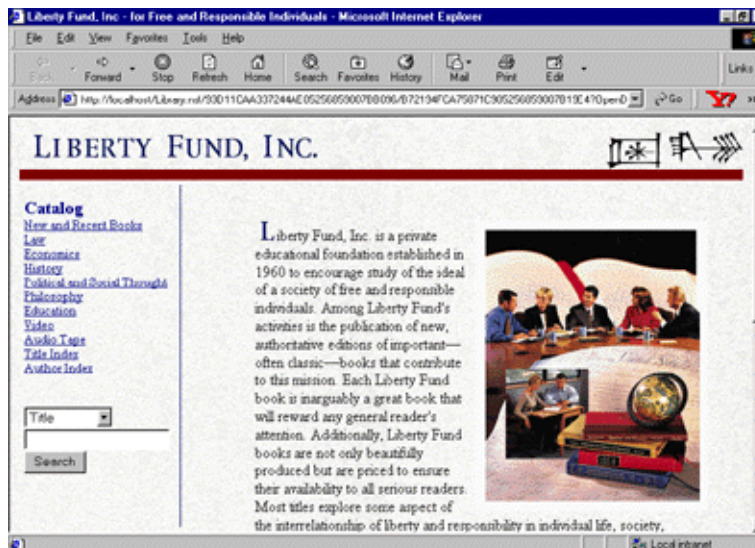 Liberty Fund, Inc - for Free and Responsible Individuals - Microsoft Internet Explorer
File Edit View Favorites Tools Help
Back Forward Stop Refresh Home Search Favorites History Mail Print Edit Links
Address Go
LIBERTY FUND, INC.
Catalog
New and Recent Books
Law
Economics
History
Political and Social Thought
Philosophy
Education
Video
Audio Tape
Title Index
Author Index
Title
Search
Liberty Fund, Inc. is a private
educational foundation established in
1960 to encourage study of the ideal
of a society of free and responsible
individuals. Among Liberty Fund's
activities is the publication of new,
authoritative editions of important—
often classic—books that contribute
to this mission. Each Liberty Fund
book is inarguably a great book that
will reward any general reader's
attention. Additionally, Liberty Fund
books are not only beautifully
produced but are priced to ensure
their availability to all serious readers.
Most titles explore some aspect of
the interrelationship of liberty and responsibility in individual life, society,
Local intranet